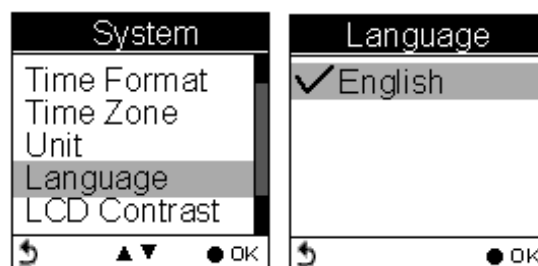 System
Time Format
Time Zone
Unit
Language
LCD Contrast
OK
Language
English
OK